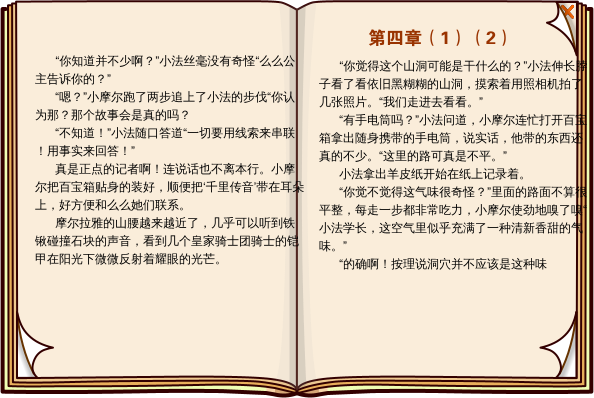 “你知道并不少啊？”小法丝毫没有奇怪“么么公
主告诉你的？”
“嗯？”小摩尔跑了两步追上了小法的步伐“你认
为那？那个故事会是真的吗？
“不知道！”小法随口答道“一切要用线索来串联
！用事实来回答！”
真是正点的记者啊！连说话也不离本行。小摩
尔把百宝箱贴身的装好，顺便把‘千里传音’带在耳朵
上，好方便和么么她们联系。
摩尔拉雅的山腰越来越近了，几乎可以听到铁
锹碰撞石块的声音，看到几个皇家骑士团骑士的铠
甲在阳光下微微反射着耀眼的光芒。
第四章（1）（2）
“你觉得这个山洞可能是干什么的？”小法伸长脖
子看了看依旧黑糊糊的山洞，摸索着用照相机拍了
几张照片。“我们走进去看看。”
“有手电筒吗？”小法问道，小摩尔连忙打开百宝
箱拿出随身携带的手电筒，说实话，他带的东西还
真的不少。“这里的路可真是不平。”
小法拿出羊皮纸开始在纸上记录着。
“你觉不觉得这气味很奇怪？”里面的路面不算很
平整，每走一步都非常吃力，小摩尔使劲地嗅了嗅“
小法学长，这空气里似乎充满了一种清新香甜的气
味。”
“的确啊！按理说洞穴并不应该是这种味